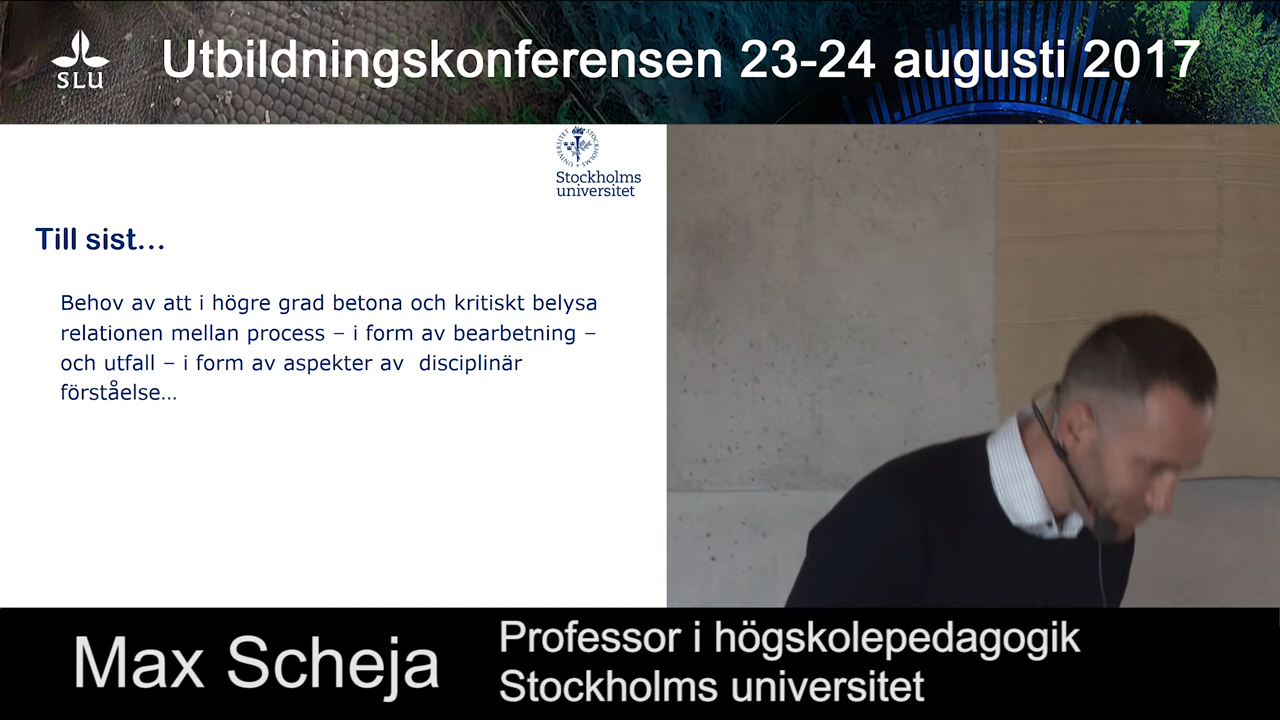 SLU
Utbildningskonferensen 23-24 augusti 2017
Stockholms
universitet
Till sist...
Behov av att i högre grad betona och kritiskt belysa
relationen mellan process – i form av bearbetning –
och utfall – i form av aspekter av  disciplinär
förståelse...
Max Scheja
Professor i högskolepedagogik
Stockholms universitet